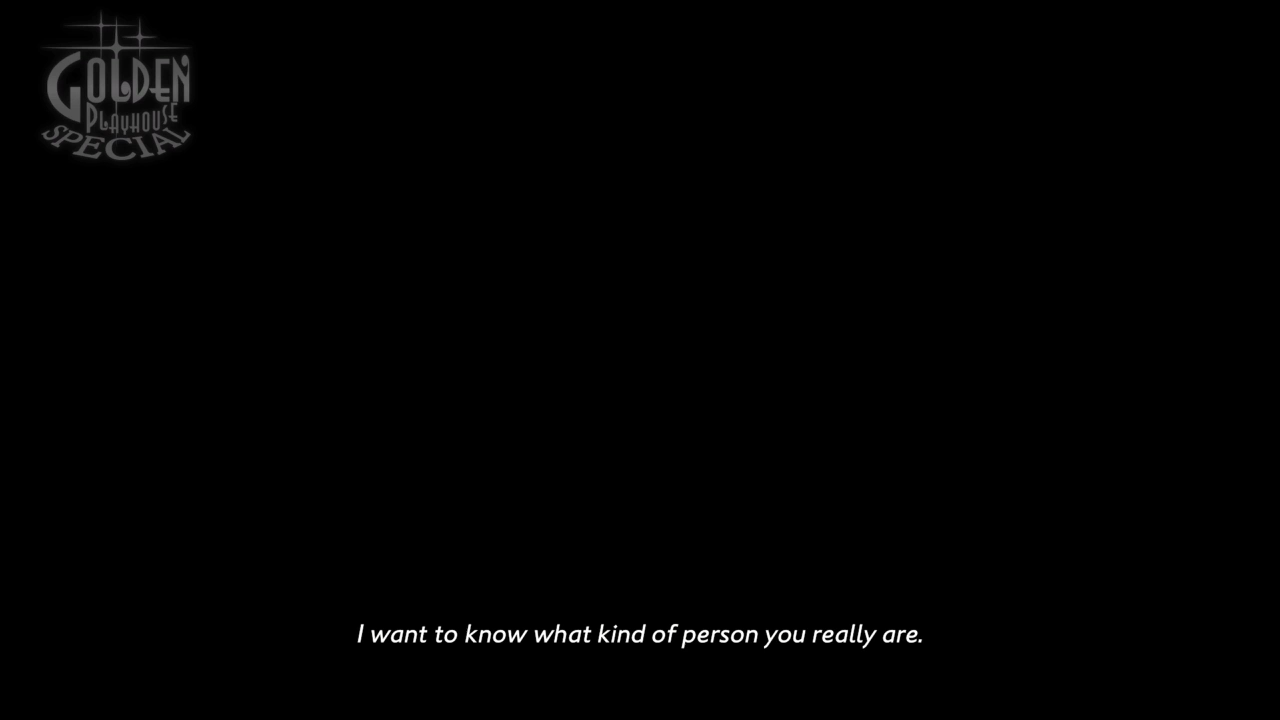 GOLDEN
PLAYHOUSE
SPECIAL
I want to know what kind of person you really are.